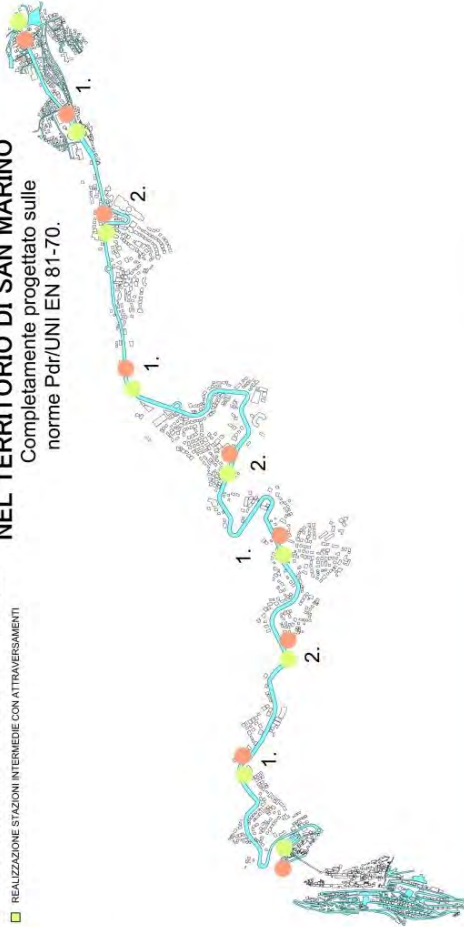 NEL TERRITORIO DI SAN MARINO
Completamente progettato sulle
norme Pdr/UNI EN 81-70.
REALIZZAZIONE STAZIONI INTERMEDIE CON ATTRAVERSAMENTI
1.
2.
1.
2.
1.
2.
1.